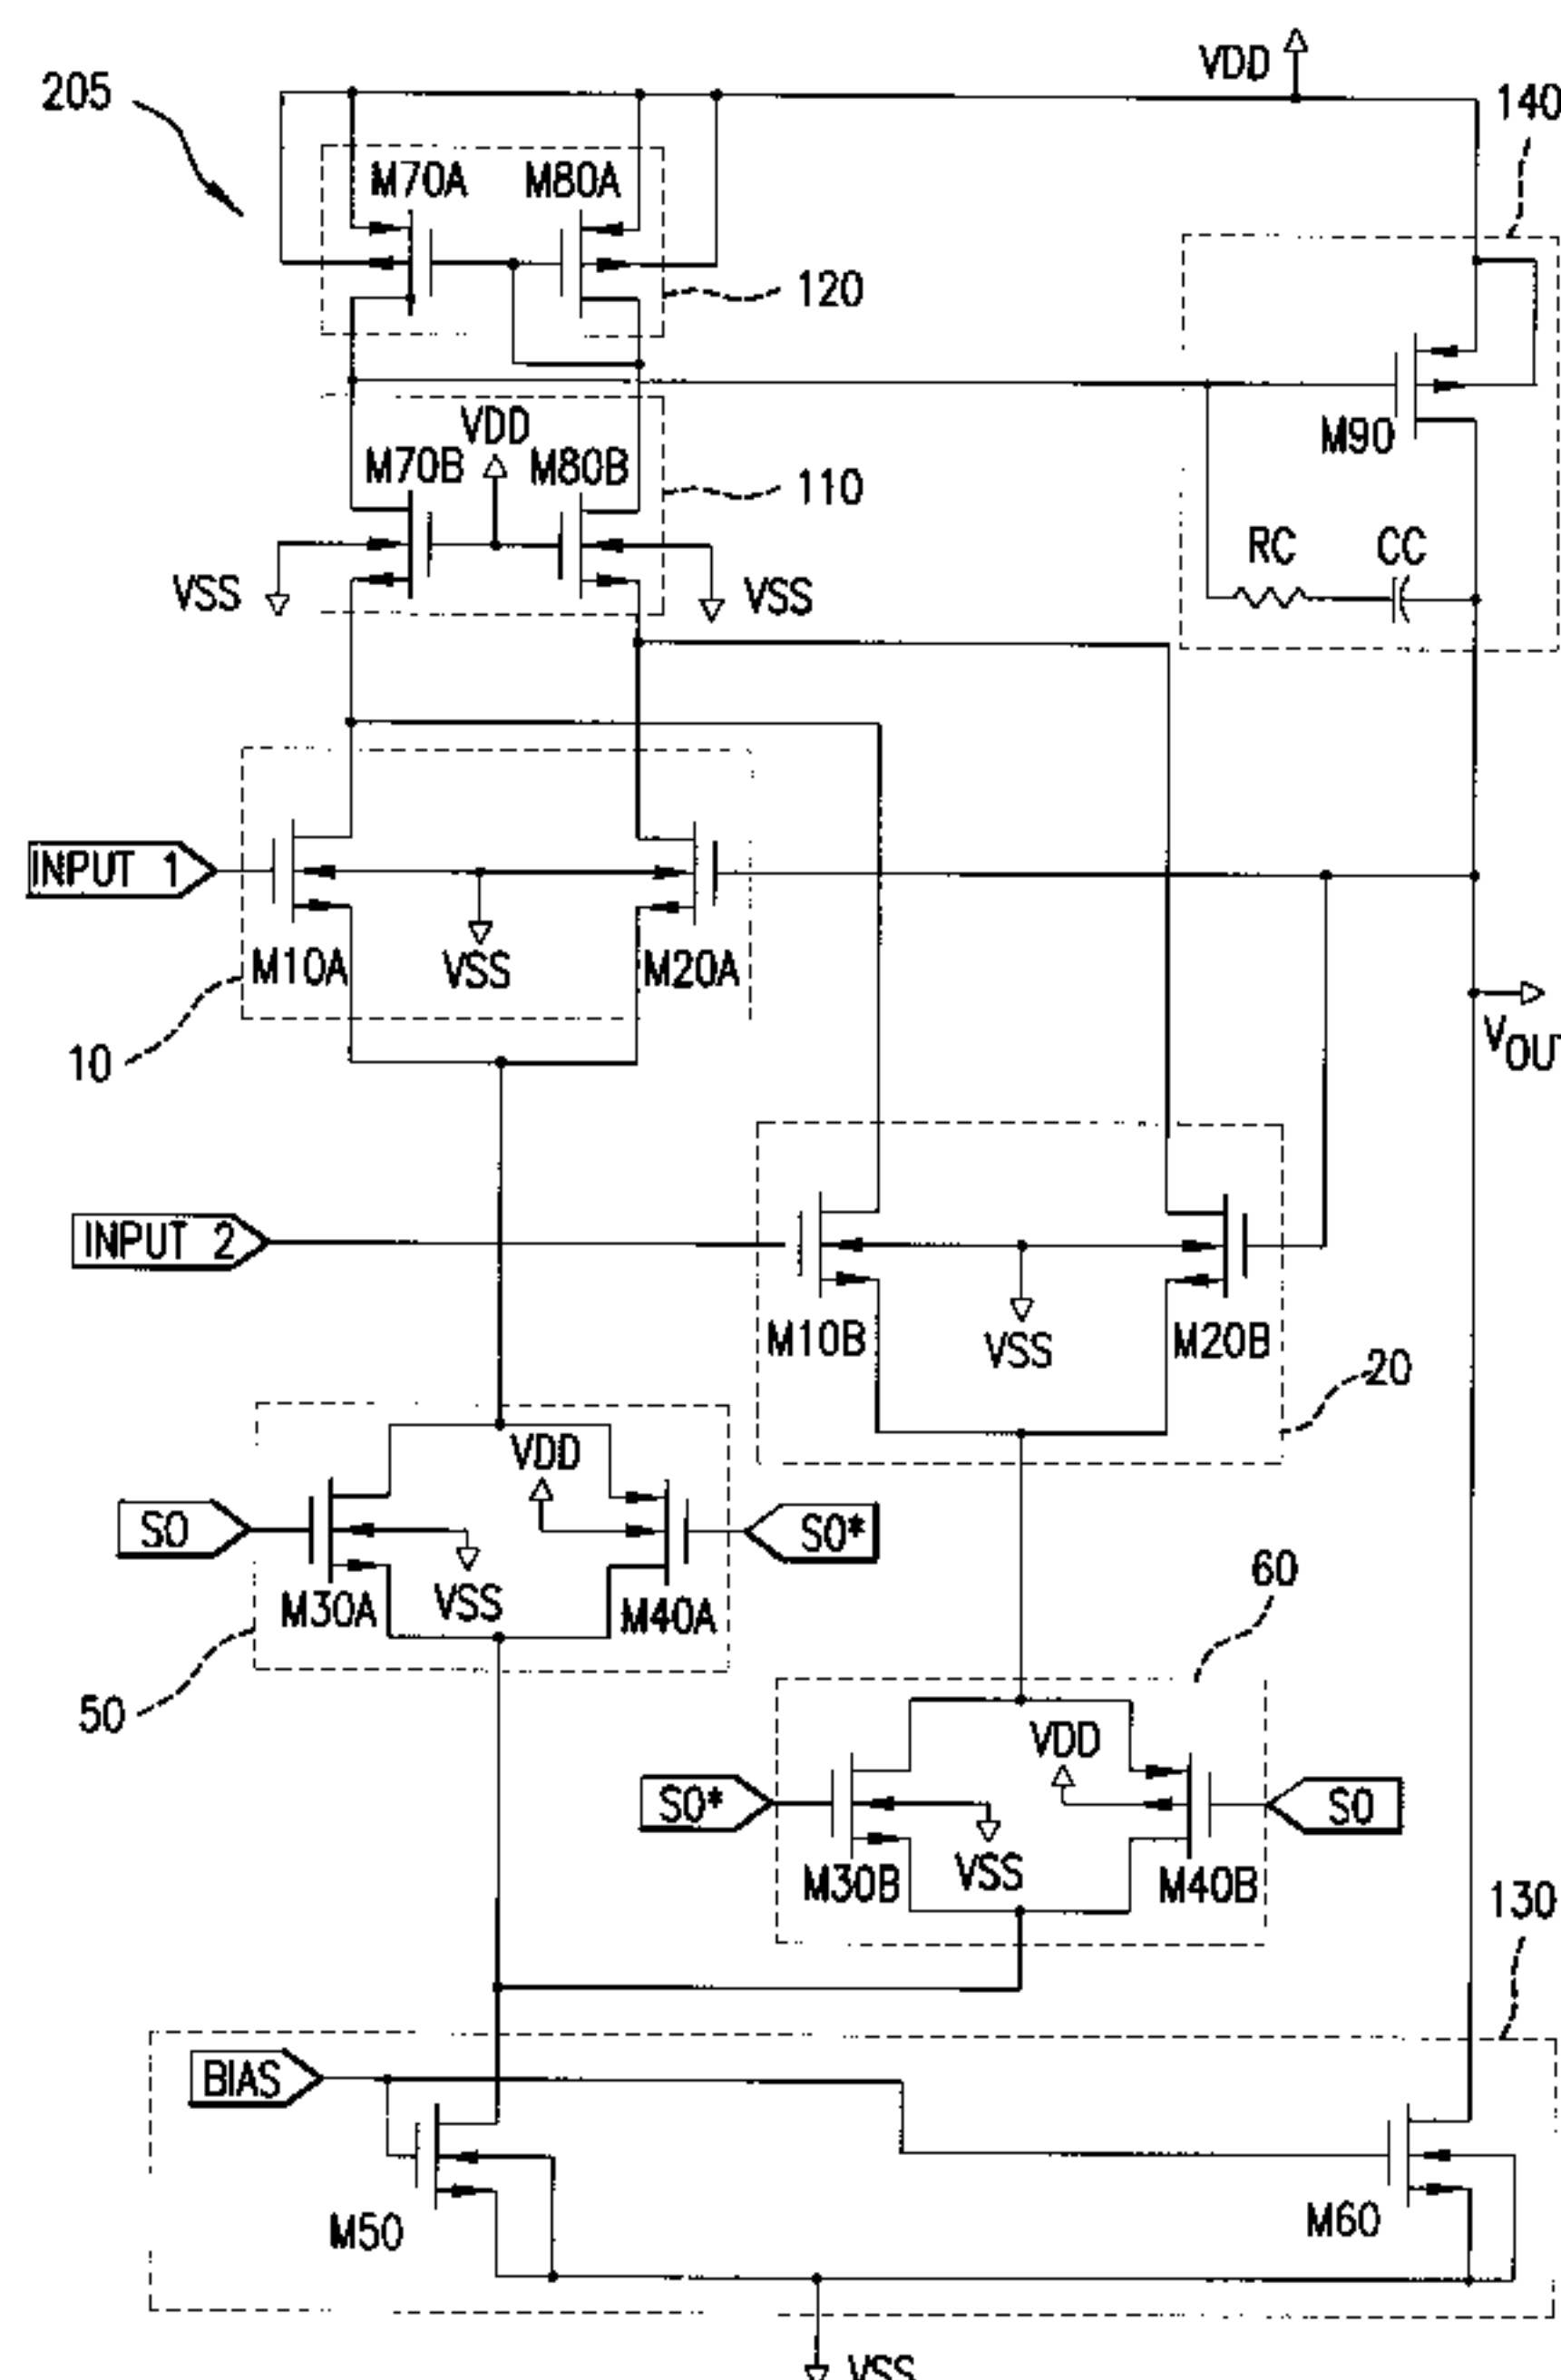 VDD
205
140
M70A M80A
120
VDD
M90
M70B M80B
110
RC CC
VSS
VSS
INPUT 1
M10A VSS M20A
10
VOU
INPUT 2
M10B VSS M20B
20
VDD
S0
S0*
60
M30A VSS M40A
50
VDD
S0*
S0
M30B VSS M40B
130
BIAS
M50
M60
VSS